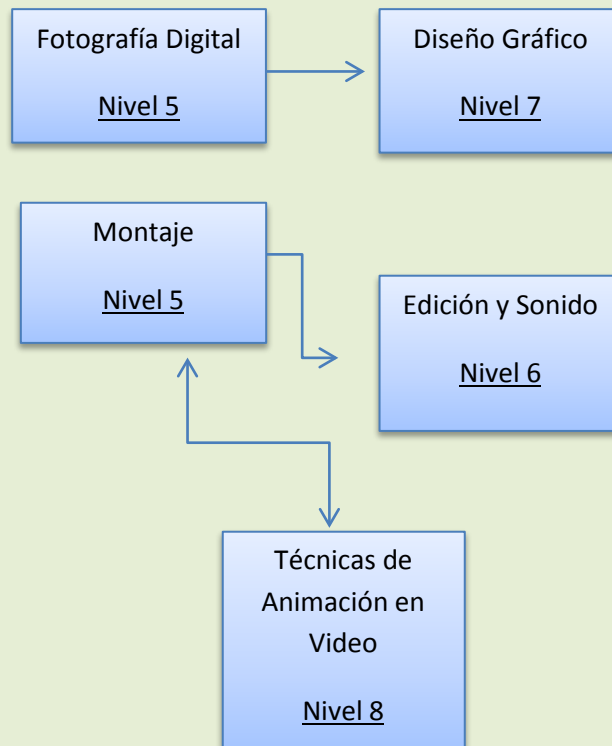 Fotografía Digital
Nivel 5
Diseño Gráfico
Nivel 7
Montaje
Nivel 5
Edición y Sonido
Nivel 6
Técnicas de
Animación en
Video
Nivel 8